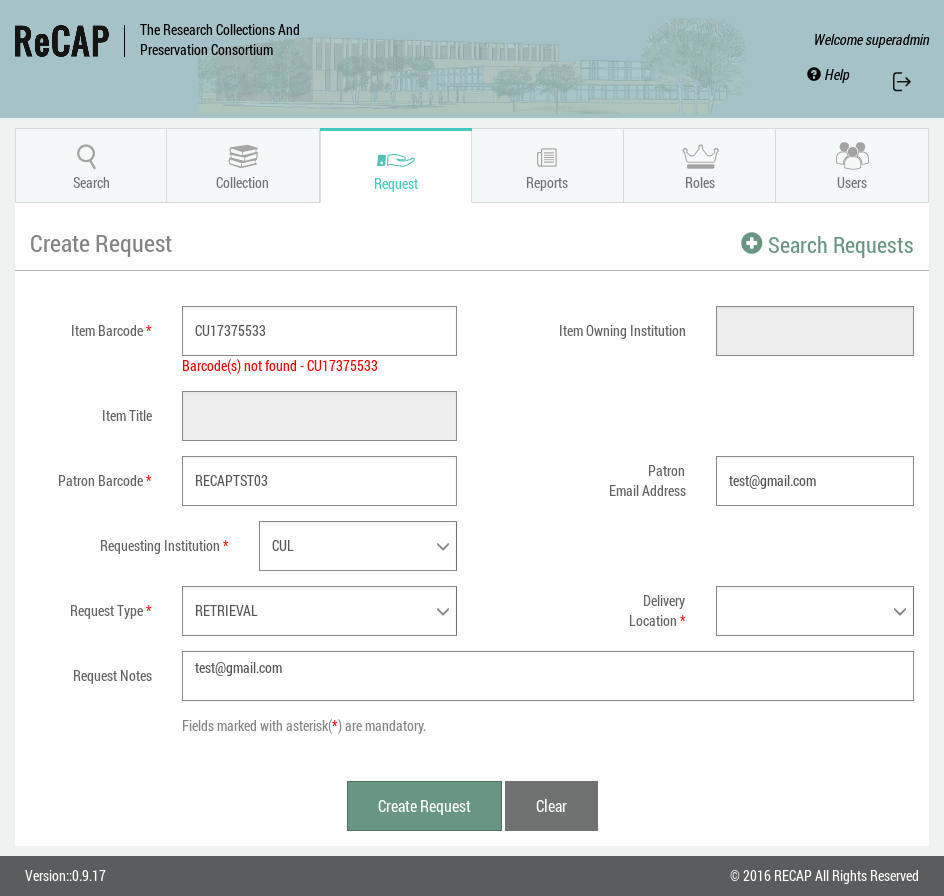 ReCAP
The Research Collections And
Preservation Consortium
Welcome superadmin
Help
Search
Collection
Request
Reports
Roles
Users
Create Request
Search Requests
Item Barcode *
CU17375533
Item Owning Institution
Barcode(s) not found - CU17375533
Item Title
Patron Barcode *
RECAPTST03
Patron
Email Address
test@gmail.com
Requesting Institution *
CUL
Request Type *
RETRIEVAL
Delivery
Location *
Request Notes
test@gmail.com
Fields marked with asterisk(*) are mandatory.
Create Request
Clear
Version::0.9.17
© 2016 RECAP All Rights Reserved